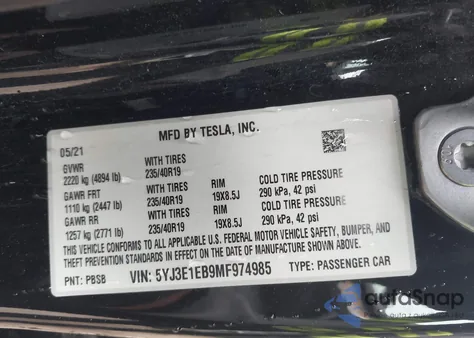 MFD BY TESLA, INC.
05/21
GVWR WITH TIRES
2220 kg (4894 lb) 235/40R19
GAWR FRT WITH TIRES RIM COLD TIRE PRESSURE
1110 kg (2447 lb) 235/40R19 19X8.5J 290 kPa, 42 psi
GAWR RR WITH TIRES RIM COLD TIRE PRESSURE
1257 kg (2771 lb) 235/40R19 19X8.5J 290 kPa, 42 psi
THIS VEHICLE CONFORMS TO ALL APPLICABLE U.S. FEDERAL MOTOR VEHICLE SAFETY, BUMPER, AND
THEFT PREVENTION STANDARDS IN EFFECT ON THE DATE OF MANUFACTURE SHOWN ABOVE.
PNT: PBSB VIN: 5YJ3E1EB9MF974985 TYPE: PASSENGER CAR
autoSnap